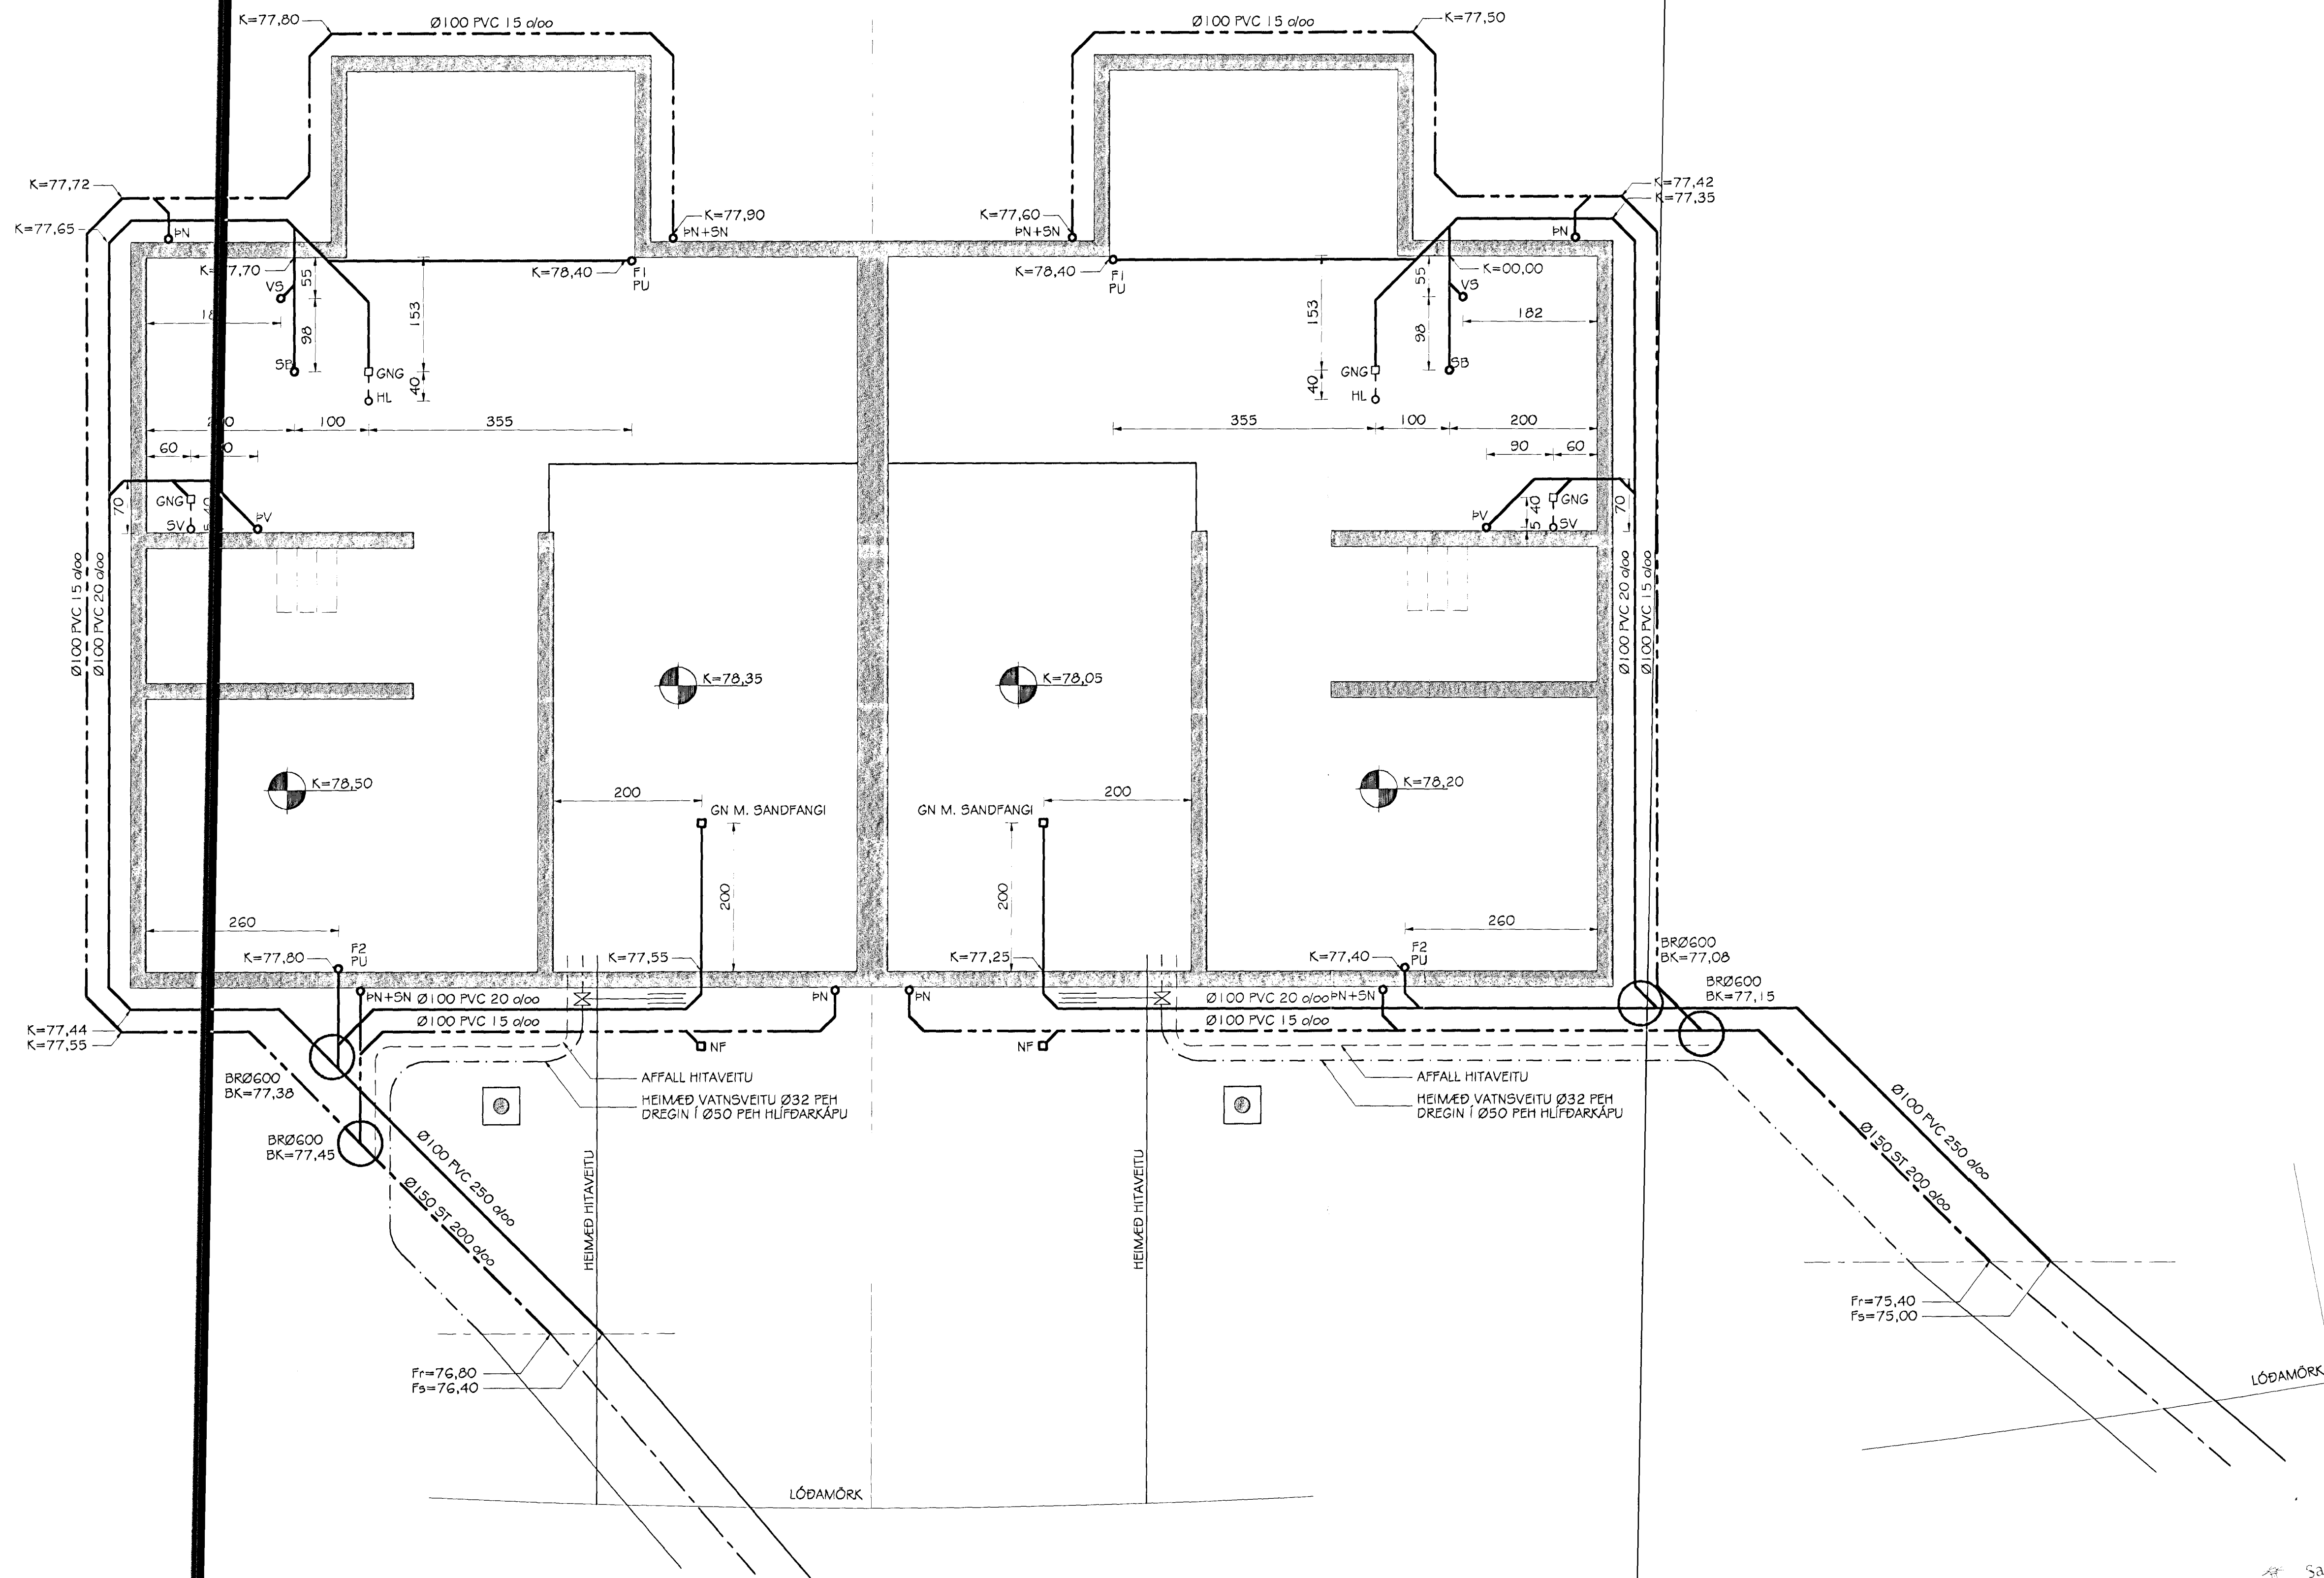 K=77,80
Ø100 PVC 15 o/oo
Ø100 PVC 15 o/oo
K=77,50
K=77,72
K=77,42
K=77,35
K=77,65
ÞN
K=77,90
ÞN+SN
K=77,60
ÞN+SN
ÞN
K=78,40
F1
PU
K=78,40
F1
PU
K=00,00
VS
55
153
153
55
VS
98
98
182
SB
GNG
40
HL
GNG
40
HL
SB
100
355
355
100
200
60
90
60
70
GNG
SV
ÞV
ÞV
5 40
GNG
SV
70
Ø100 PVC 15 o/oo
Ø100 PVC 20 o/oo
Ø100 PVC 20 o/oo
Ø100 PVC 15 o/oo
K=78,35
K=78,05
K=78,50
K=78,20
200
GN M. SANDFANGI
GN M. SANDFANGI
200
200
200
260
260
K=77,80
F2
PU
K=77,55
K=77,25
K=77,40
F2
PU
BRØ600
BK=77,08
BRØ600
BK=77,15
ÞN+SN
Ø100 PVC 20 o/oo
ÞN
ÞN
Ø100 PVC 20 o/oo
ÞN+SN
K=77,44
K=77,55
Ø100 PVC 15 o/oo
Ø100 PVC 15 o/oo
NF
NF
BRØ600
BK=77,38
AFFALL HITAVEITU
HEIMÆÐ VATNSVEITU Ø32 PEH
DREGIN Í Ø50 PEH HLÍFÐARKÁPU
AFFALL HITAVEITU
HEIMÆÐ VATNSVEITU Ø32 PEH
DREGIN Í Ø50 PEH HLÍFÐARKÁPU
BRØ600
BK=77,45
Ø100 PVC 250 o/oo
Ø150 ST 200 o/oo
HEIMÆÐ HITAVEITU
HEIMÆÐ HITAVEITU
Ø100 PVC 250 o/oo
Ø150 ST 200 o/oo
Fr=75,40
Fs=75,00
Fr=76,80
Fs=76,40
LÓÐAMÖRK
LÓÐAMÖRK